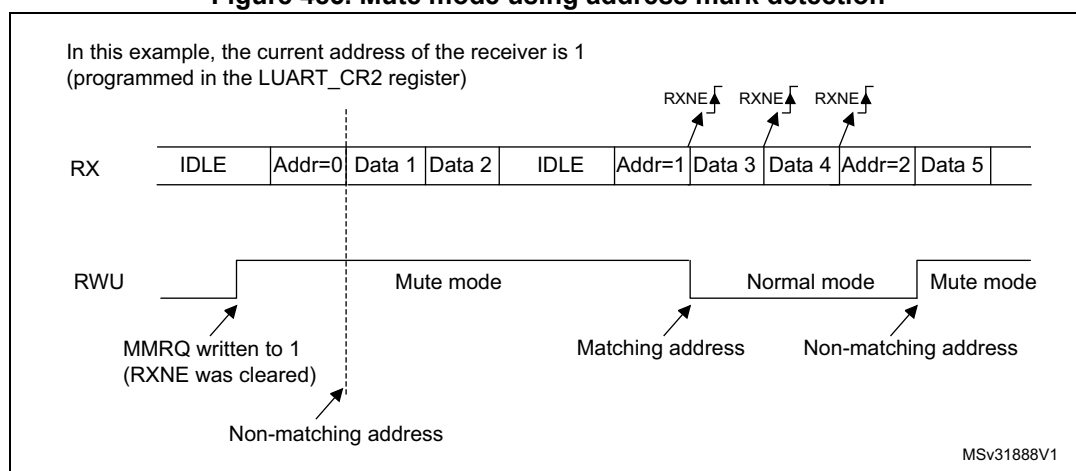 Figure 463. Mute mode using address mark detection
In this example, the current address of the receiver is 1
(programmed in the LUART_CR2 register)
RXNE RXNE RXNE
RX IDLE Addr=0 Data 1 Data 2 IDLE Addr=1 Data 3 Data 4 Addr=2 Data 5
RWU Mute mode Normal mode Mute mode
MMRQ written to 1
(RXNE was cleared)
Matching address Non-matching address
Non-matching address
MSv31888V1